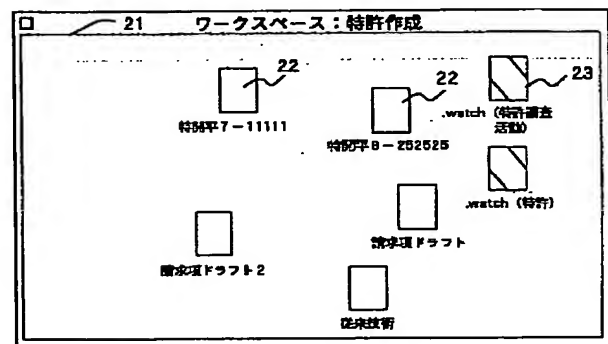 21 ワークスペース：特許作成
22
22
23
特開平7－11111
特開平8－252525
.watch（特許調査
活動）
.watch（特許）
請求項ドラフト
請求項ドラフト2
従来技術